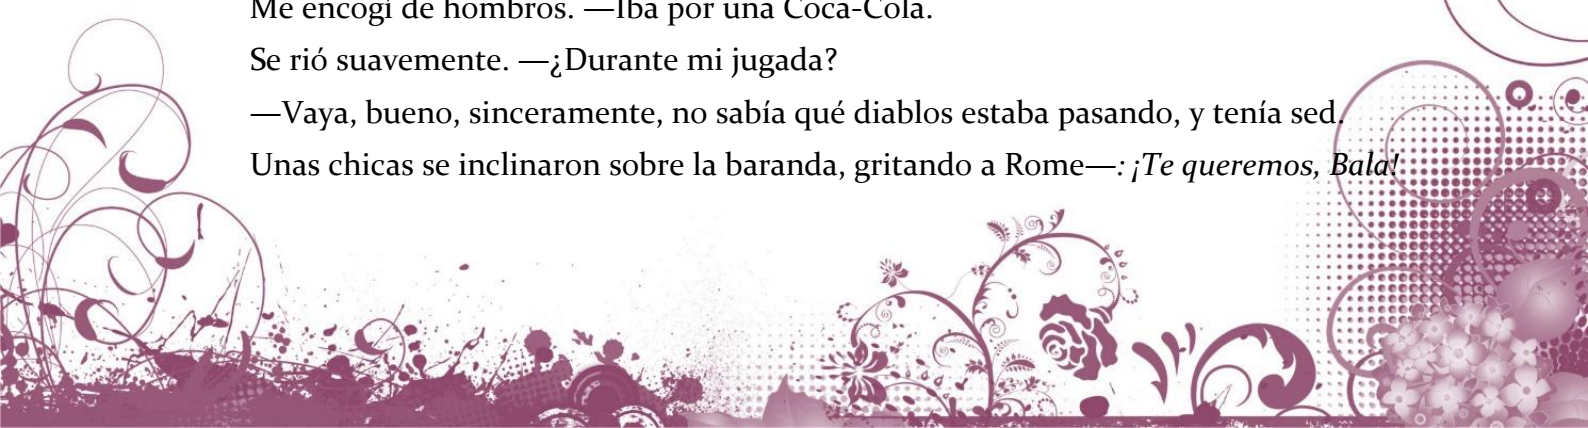 Me encogí de hombros. —Iba por una Coca-Cola.
Se rió suavemente. —¿Durante mi jugada?
—Vaya, bueno, sinceramente, no sabía qué diablos estaba pasando, y tenía sed.
Unas chicas se inclinaron sobre la baranda, gritando a Rome—: ¡Te queremos, Bala!